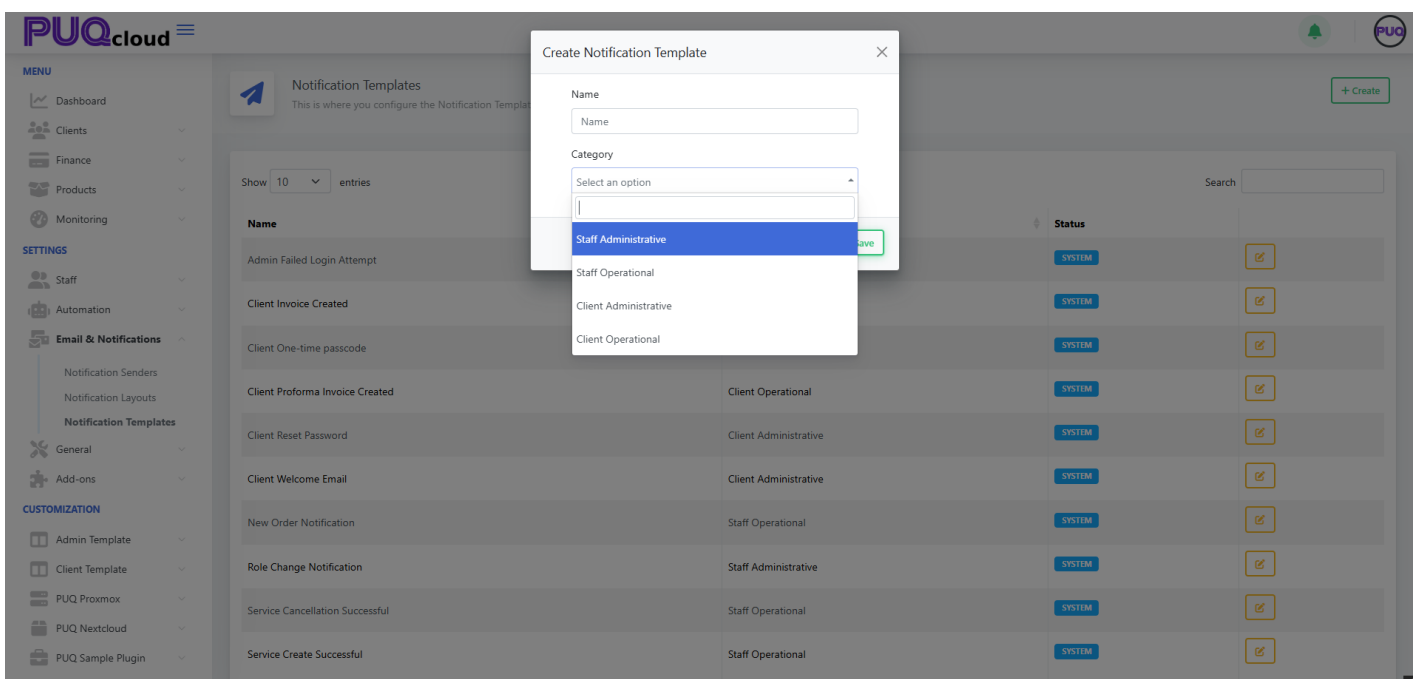 PUQcloud
PUQ
MENU
Dashboard
Clients
Finance
Products
Monitoring
SETTINGS
Staff
Automation
Email & Notifications
Notification Senders
Notification Layouts
Notification Templates
General
Add-ons
CUSTOMIZATION
Admin Template
Client Template
PUQ Proxmox
PUQ Nextcloud
PUQ Sample Plugin
Notification Templates
This is where you configure the Notification Templat
+ Create
Create Notification Template
Name
Name
Category
Select an option
Staff Administrative
Staff Operational
Client Administrative
Client Operational
Show 10 entries
Search
Name Status
Admin Failed Login Attempt SYSTEM
Client Invoice Created SYSTEM
Client One-time passcode SYSTEM
Client Proforma Invoice Created Client Operational SYSTEM
Client Reset Password Client Administrative SYSTEM
Client Welcome Email Client Administrative SYSTEM
New Order Notification Staff Operational SYSTEM
Role Change Notification Staff Administrative SYSTEM
Service Cancellation Successful Staff Operational SYSTEM
Service Create Successful Staff Operational SYSTEM